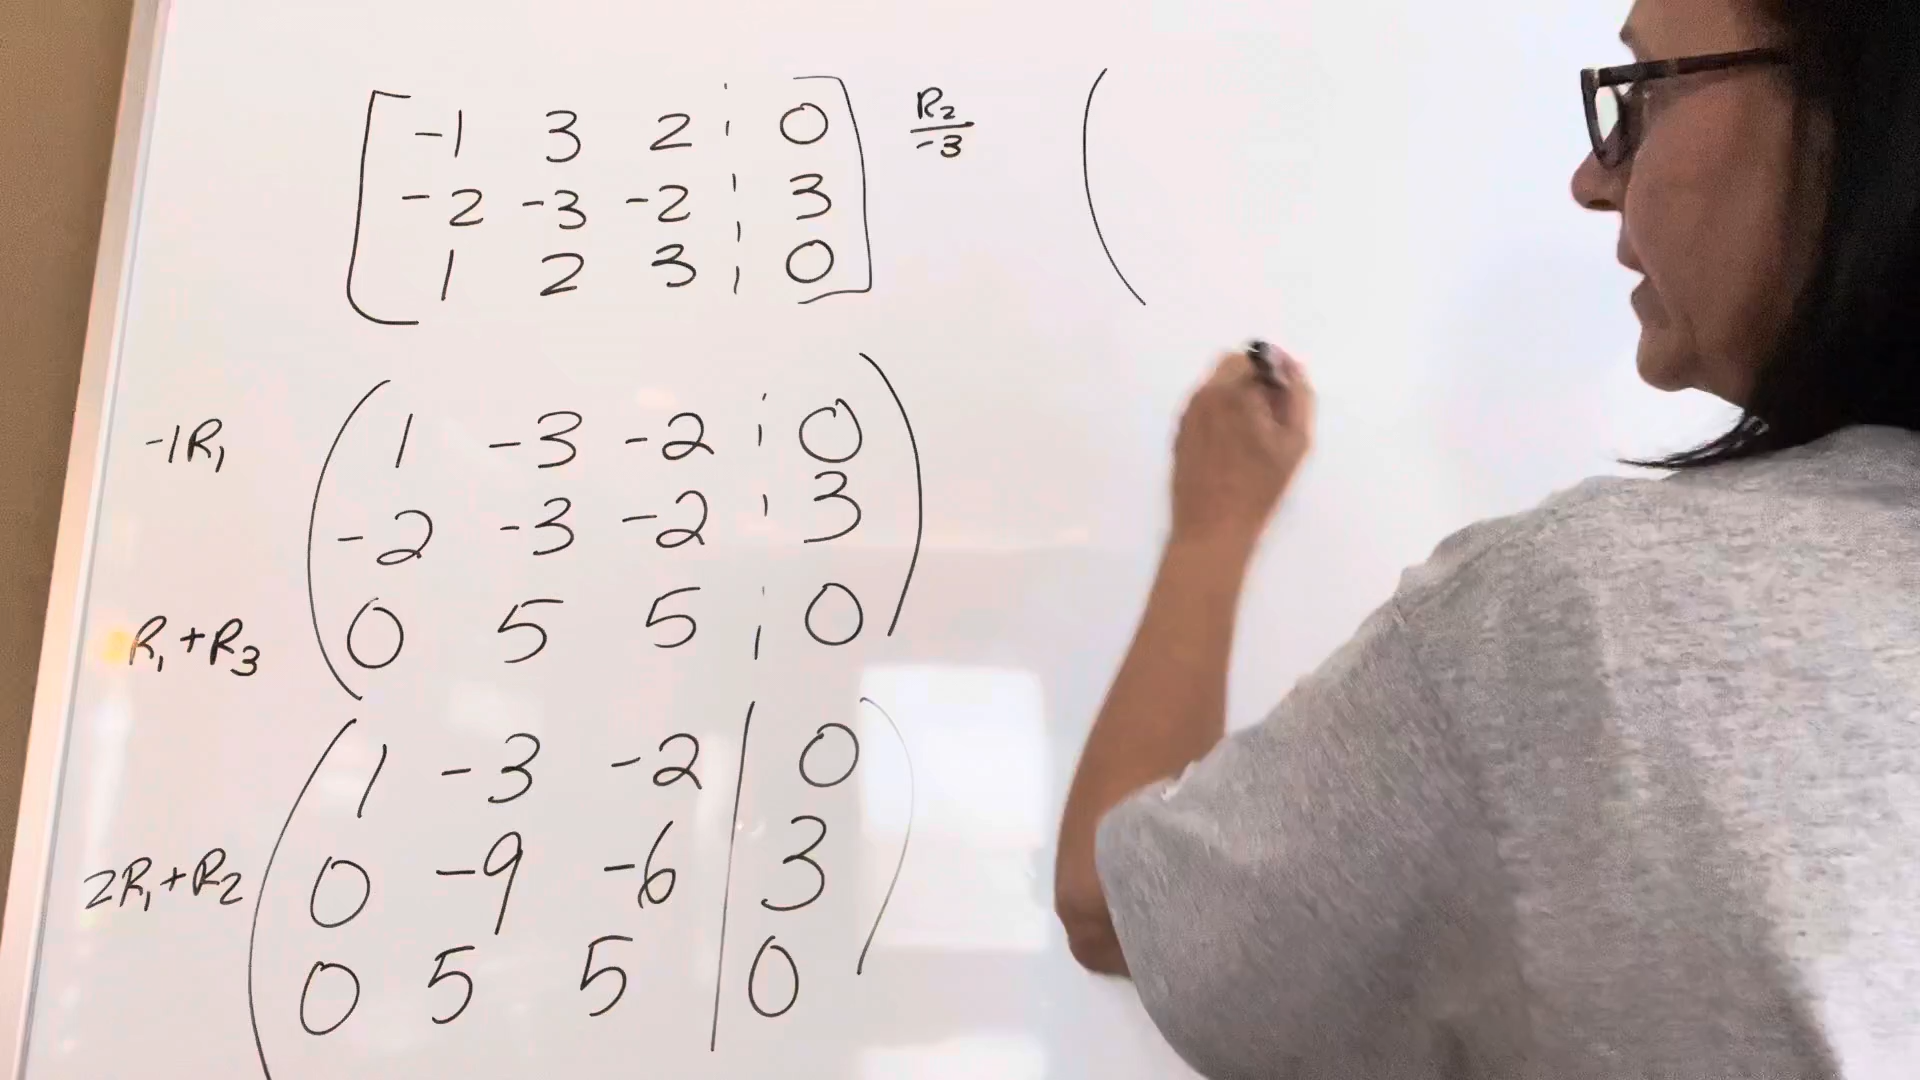 -1 3 2 ¦ 0
-2 -3 -2 ¦ 3
1 2 3 ¦ 0
R2/-3
-1R1
1 -3 -2 ¦ 0
-2 -3 -2 ¦ 3
R1+R3
0 5 5 ¦ 0
1 -3 -2 | 0
2R1+R2
0 -9 -6 | 3
0 5 5 | 0